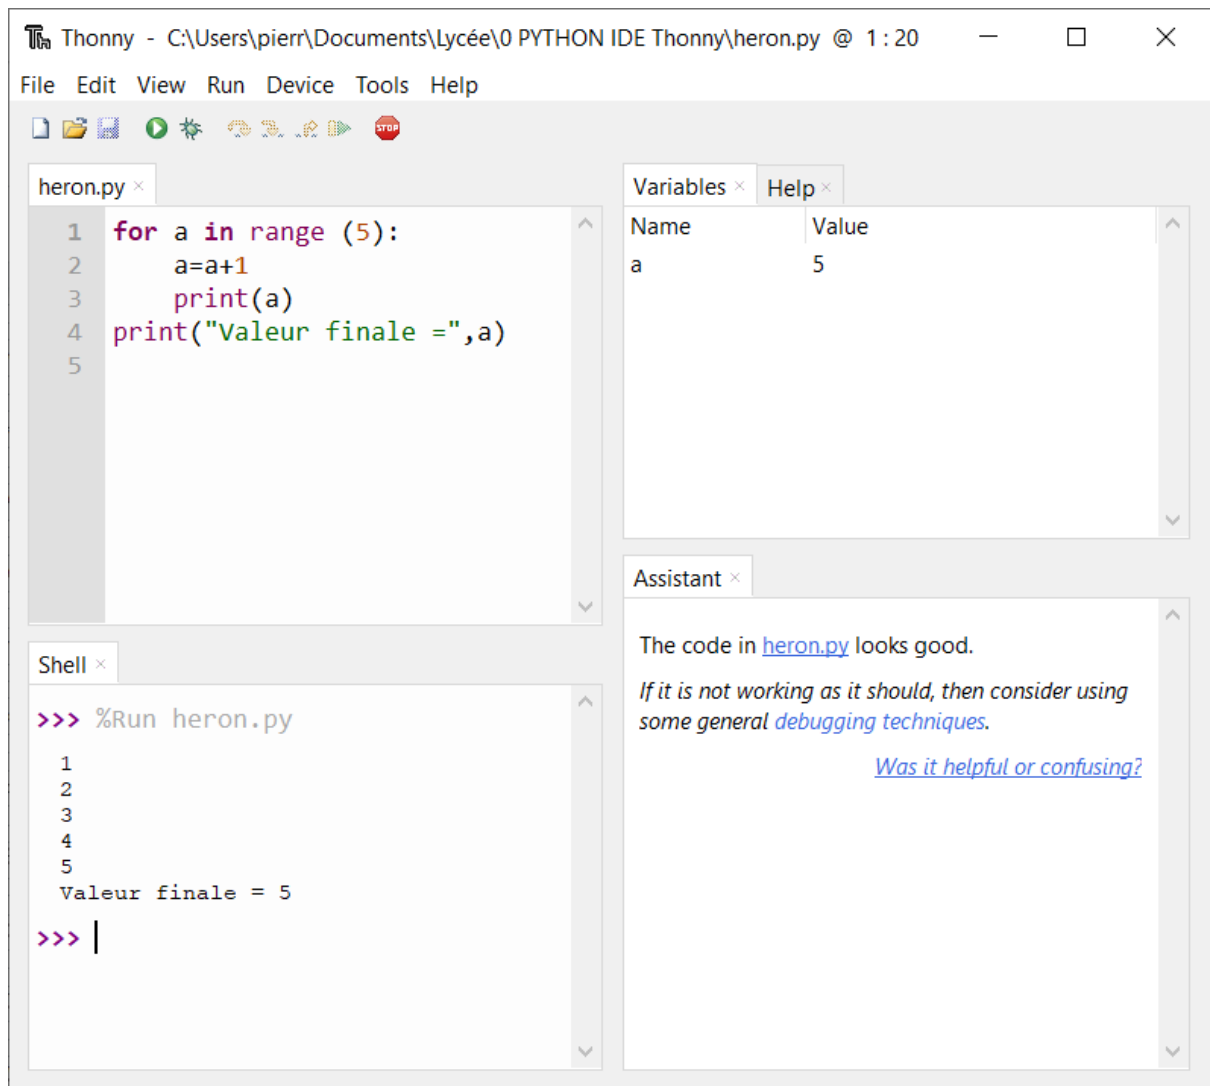 Thonny - C:\Users\pierr\Documents\Lycée\0 PYTHON IDE Thonny\heron.py @ 1 : 20
File Edit View Run Device Tools Help
STOP
heron.py ×
1 for a in range (5):
2     a=a+1
3     print(a)
4 print("Valeur finale =",a)
5
Shell ×
>>> %Run heron.py
1
2
3
4
5
Valeur finale = 5
>>>
Variables × Help ×
Name Value
a 5
Assistant ×
The code in heron.py looks good.
If it is not working as it should, then consider using
some general debugging techniques.
Was it helpful or confusing?